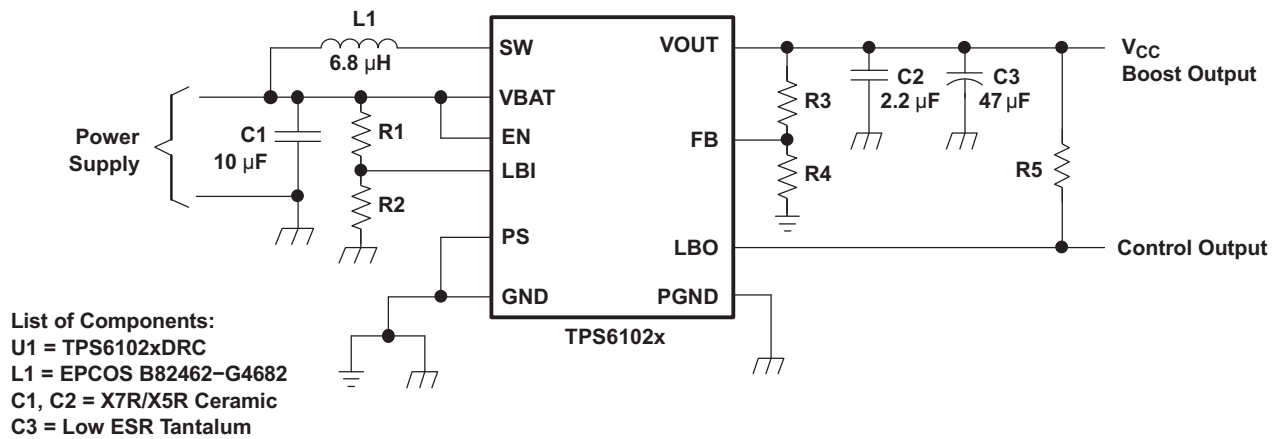 L1
6.8 µH
SW
VOUT
V_CC
Boost Output
C2
2.2 µF
C3
47 µF
R3
VBAT
Power
Supply
C1
10 µF
R1
EN
FB
LBI
R4
R5
R2
PS
LBO
Control Output
GND
PGND
TPS6102x
List of Components:
U1 = TPS6102xDRC
L1 = EPCOS B82462−G4682
C1, C2 = X7R/X5R Ceramic
C3 = Low ESR Tantalum